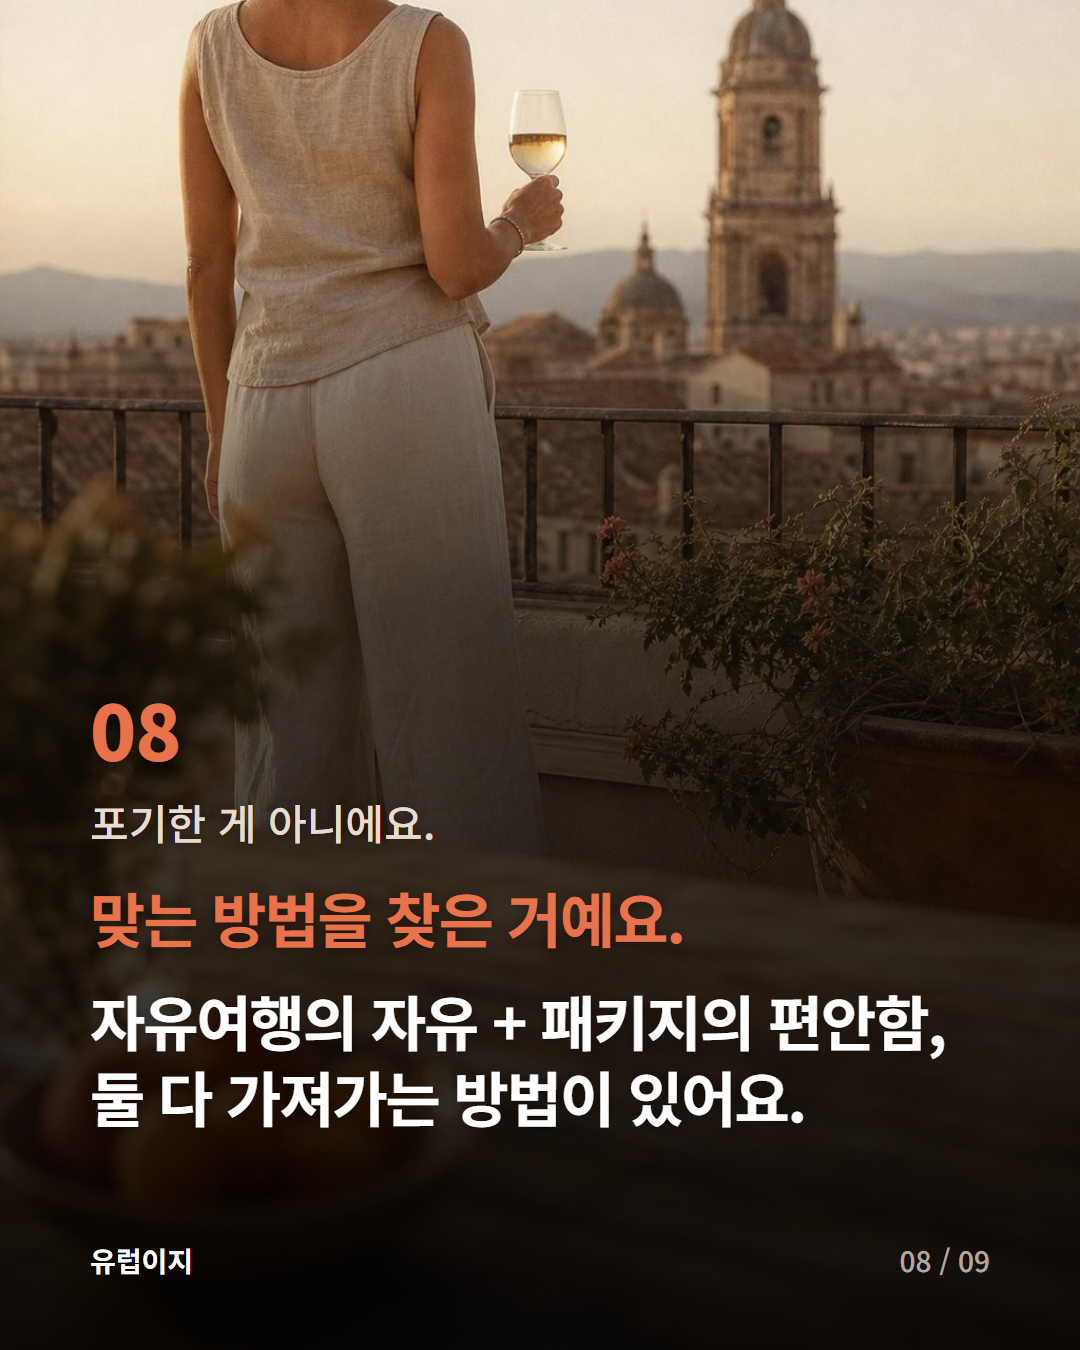 08
포기한 게 아니에요.
맞는 방법을 찾은 거예요.
자유여행의 자유 + 패키지의 편안함,
둘 다 가져가는 방법이 있어요.
유럽이지
08 / 09